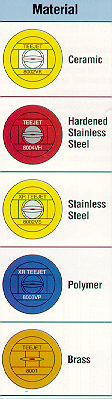 Material
TEEJET
8002VK
Ceramic
TEEJET
8004VH
Hardened
Stainless
Steel
XR TEEJET
8002VS
Stainless
Steel
XR TEEJET
8003VP
Polymer
TEEJET
8001
Brass